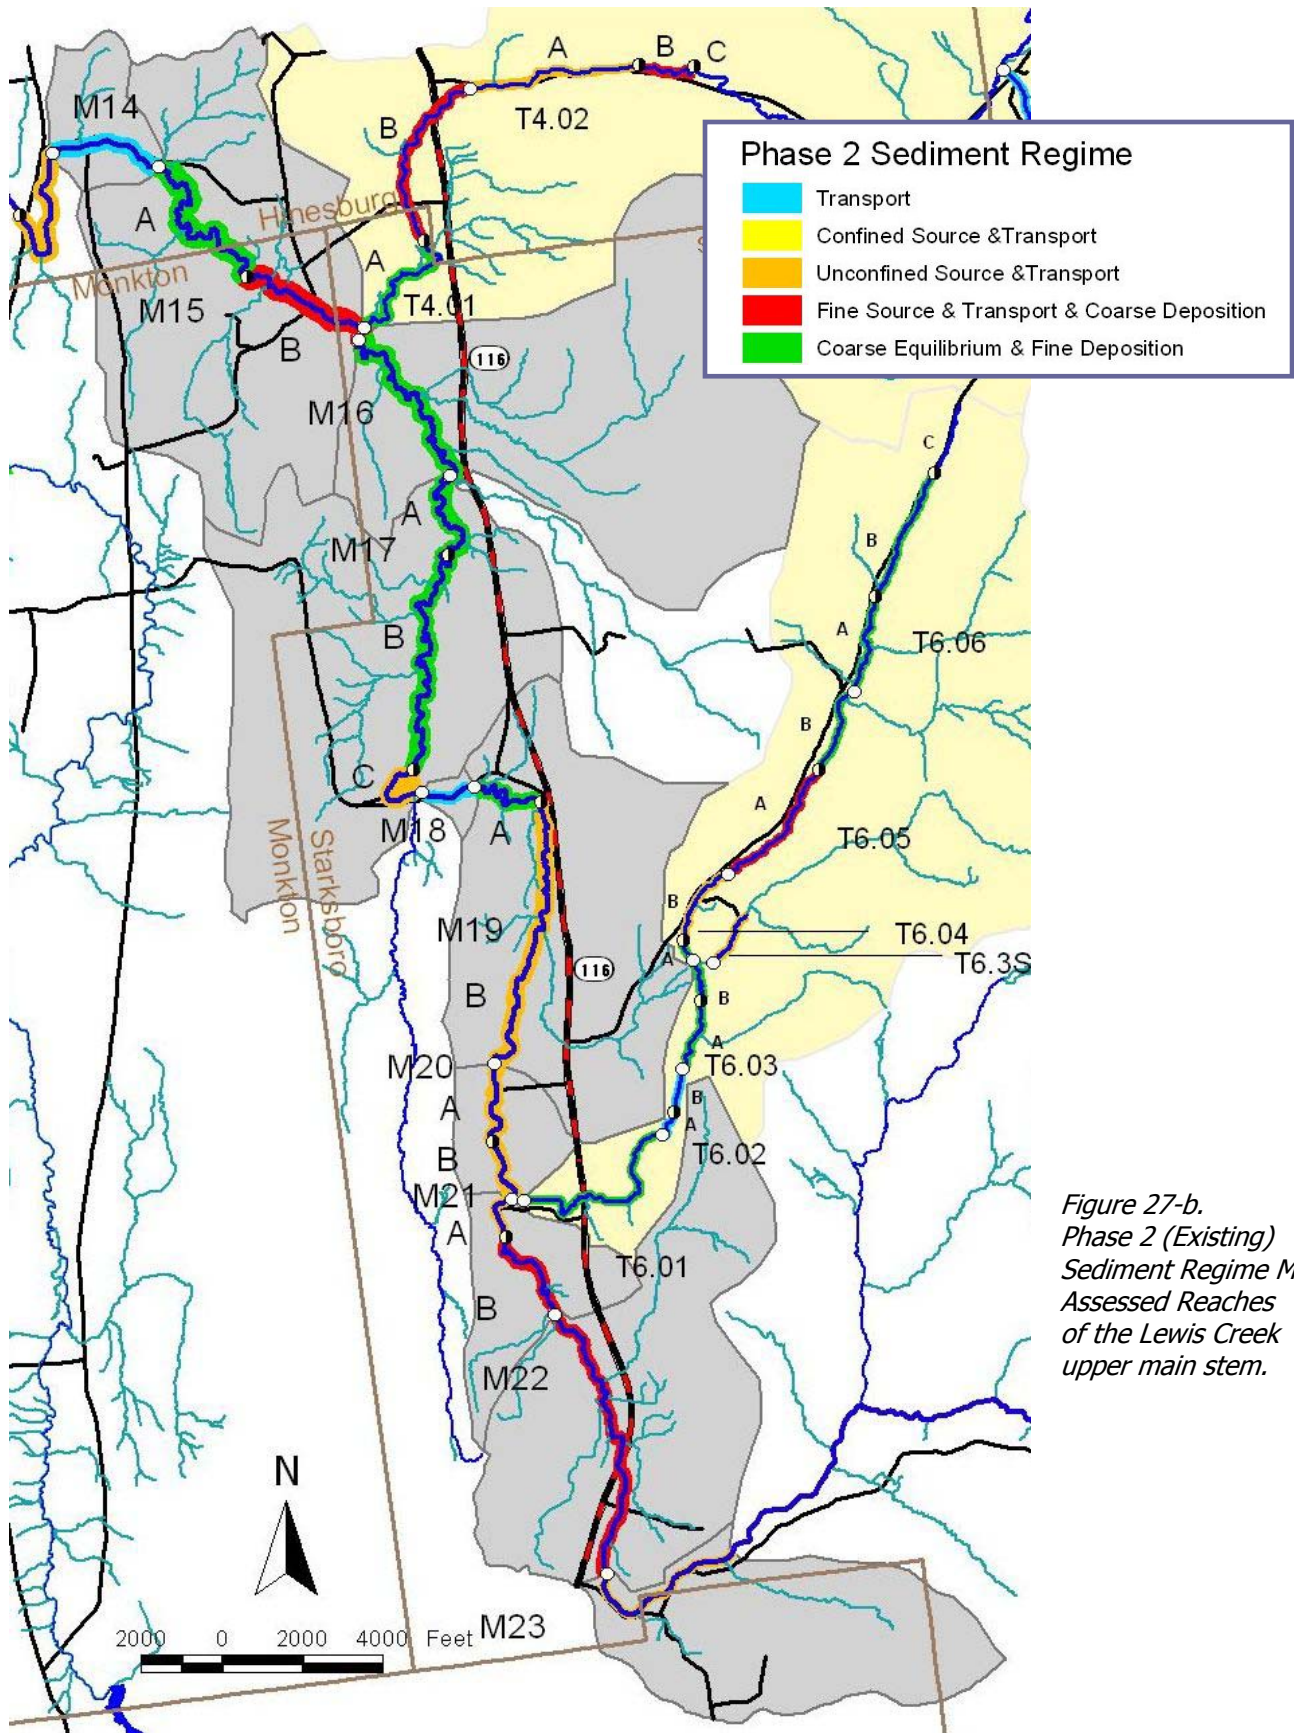 A
B
C
M14
T4.02
B
Phase 2 Sediment Regime
Transport
Confined Source &Transport
Unconfined Source &Transport
Fine Source & Transport & Coarse Deposition
Coarse Equilibrium & Fine Deposition
A
Hinesburg
S
Monkton
A
M15
T4.01
B
116
M16
C
A
M17
B
B
A
T6.06
B
C
A
M18
A
T6.05
Monkton
Starksboro
B
M19
T6.04
A
T6.3S
116
B
B
A
M20
T6.03
A
B
A
B
T6.02
M21
A
T6.01
B
M22
Figure 27-b.
Phase 2 (Existing)
Sediment Regime M
Assessed Reaches
of the Lewis Creek
upper main stem.
N
M23
2000 0 2000 4000 Feet